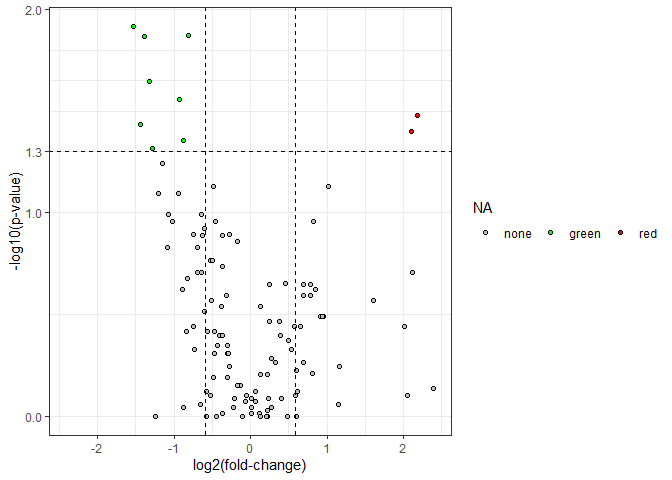 2.0
1.3
1.0
0.0
-log10(p-value)
-2 -1 0 1 2
log2(fold-change)
NA
none green red